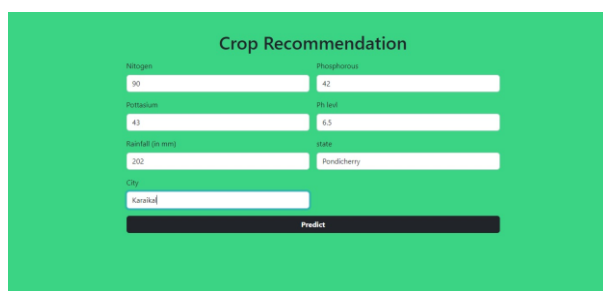 Crop Recommendation
Nitogen
Phosphorous
90
42
Pottasium
Ph levl
43
6.5
Rainfall (in mm)
state
202
Pondicherry
City
Karaikal
Predict